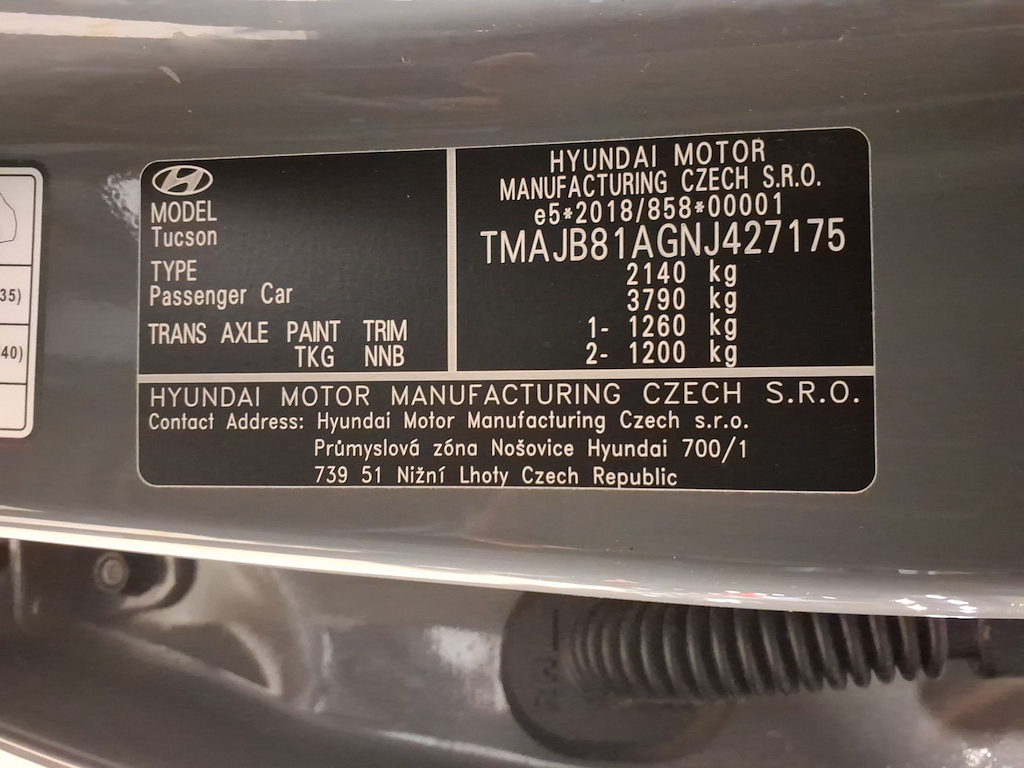 MODEL
Tucson
TYPE
Passenger Car
TRANS AXLE PAINT TRIM
TKG NNB
HYUNDAI MOTOR
MANUFACTURING CZECH S.R.O.
e5*2018/858*00001
TMAJB81AGNJ427175
2140 kg
3790 kg
1- 1260 kg
2- 1200 kg
HYUNDAI MOTOR MANUFACTURING CZECH S.R.O.
Contact Address: Hyundai Motor Manufacturing Czech s.r.o.
Průmyslová zóna Nošovice Hyundai 700/1
739 51 Nižní Lhoty Czech Republic
35)
40)